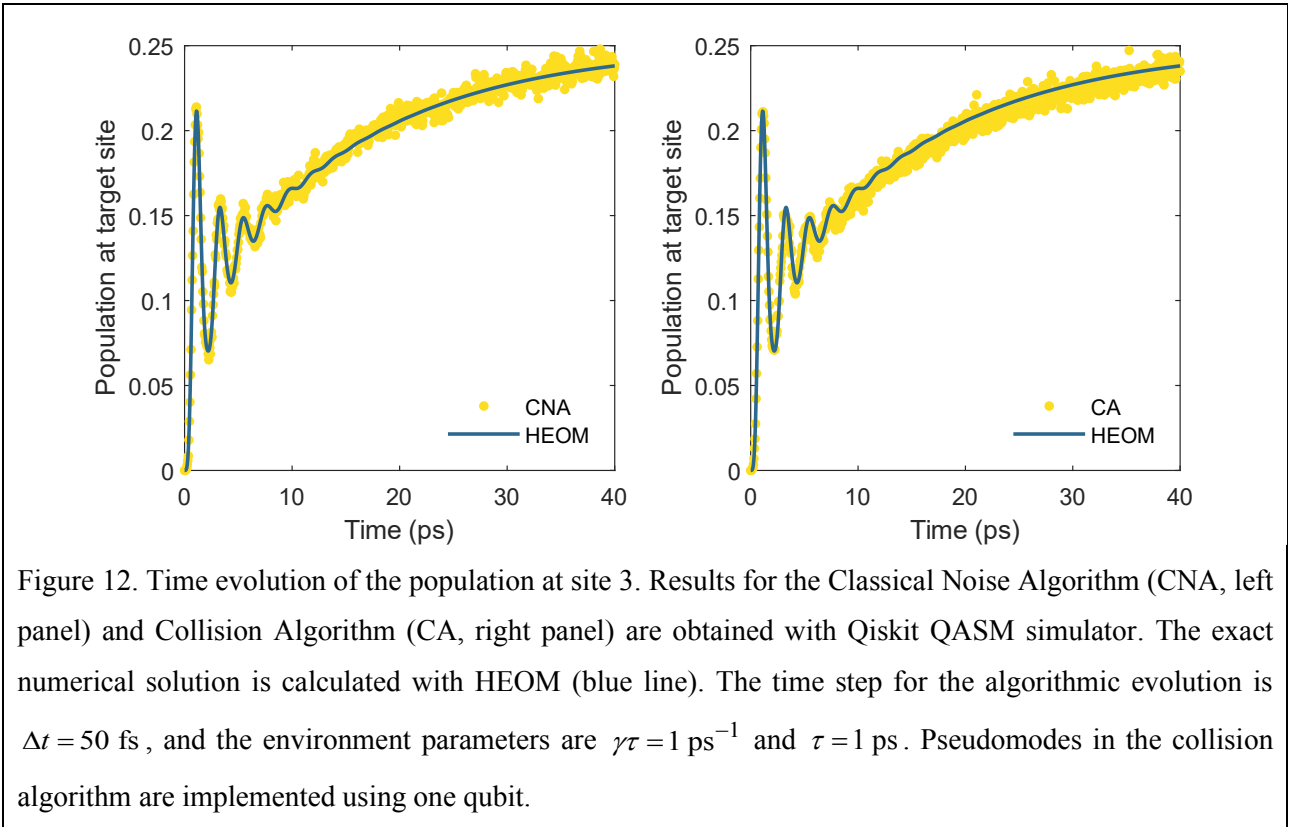 0.25
0.2
0.15
0.1
0.05
0
Population at target site
0
10
20
30
40
Time (ps)
CNA
HEOM
0.25
0.2
0.15
0.1
0.05
0
Population at target site
0
10
20
30
40
Time (ps)
CA
HEOM
Figure 12. Time evolution of the population at site 3. Results for the Classical Noise Algorithm (CNA, left
panel) and Collision Algorithm (CA, right panel) are obtained with Qiskit QASM simulator. The exact
numerical solution is calculated with HEOM (blue line). The time step for the algorithmic evolution is
Δt = 50 fs , and the environment parameters are γτ = 1 ps⁻¹ and τ = 1 ps. Pseudomodes in the collision
algorithm are implemented using one qubit.